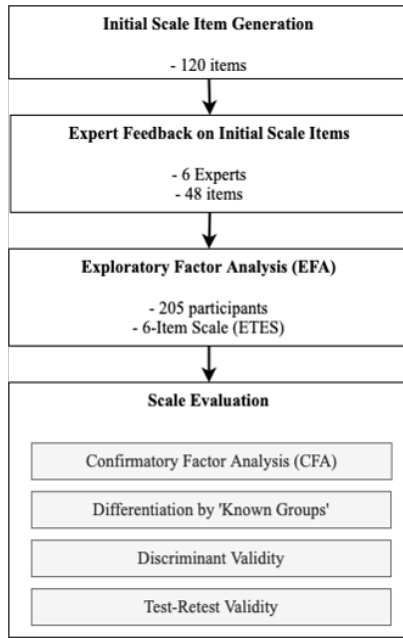 Initial Scale Item Generation
- 120 items
Expert Feedback on Initial Scale Items
- 6 Experts
- 48 items
Exploratory Factor Analysis (EFA)
- 205 participants
- 6-Item Scale (ETES)
Scale Evaluation
Confirmatory Factor Analysis (CFA)
Differentiation by 'Known Groups'
Discriminant Validity
Test-Retest Validity